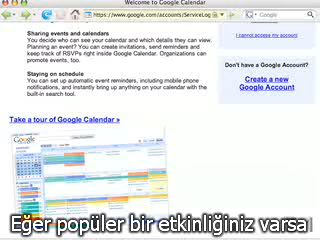 Welcome to Google Calendar
https://www.google.com/accounts/ServiceLog
Sharing events and calendars
You decide who can see your calendar and which details they can view.
Planning an event? You can create invitations, send reminders and
keep track of RSVPs right inside Google Calendar. Organizations can
promote events, too.
Staying on schedule
You can set up automatic event reminders, including mobile phone
notifications, and instantly bring up anything on your calendar with the
built-in search tool.
I cannot access my account
Don't have a Google Account?
Create a new
Google Account
Take a tour of Google Calendar »
Google
Eğer popüler bir etkinliğiniz varsa